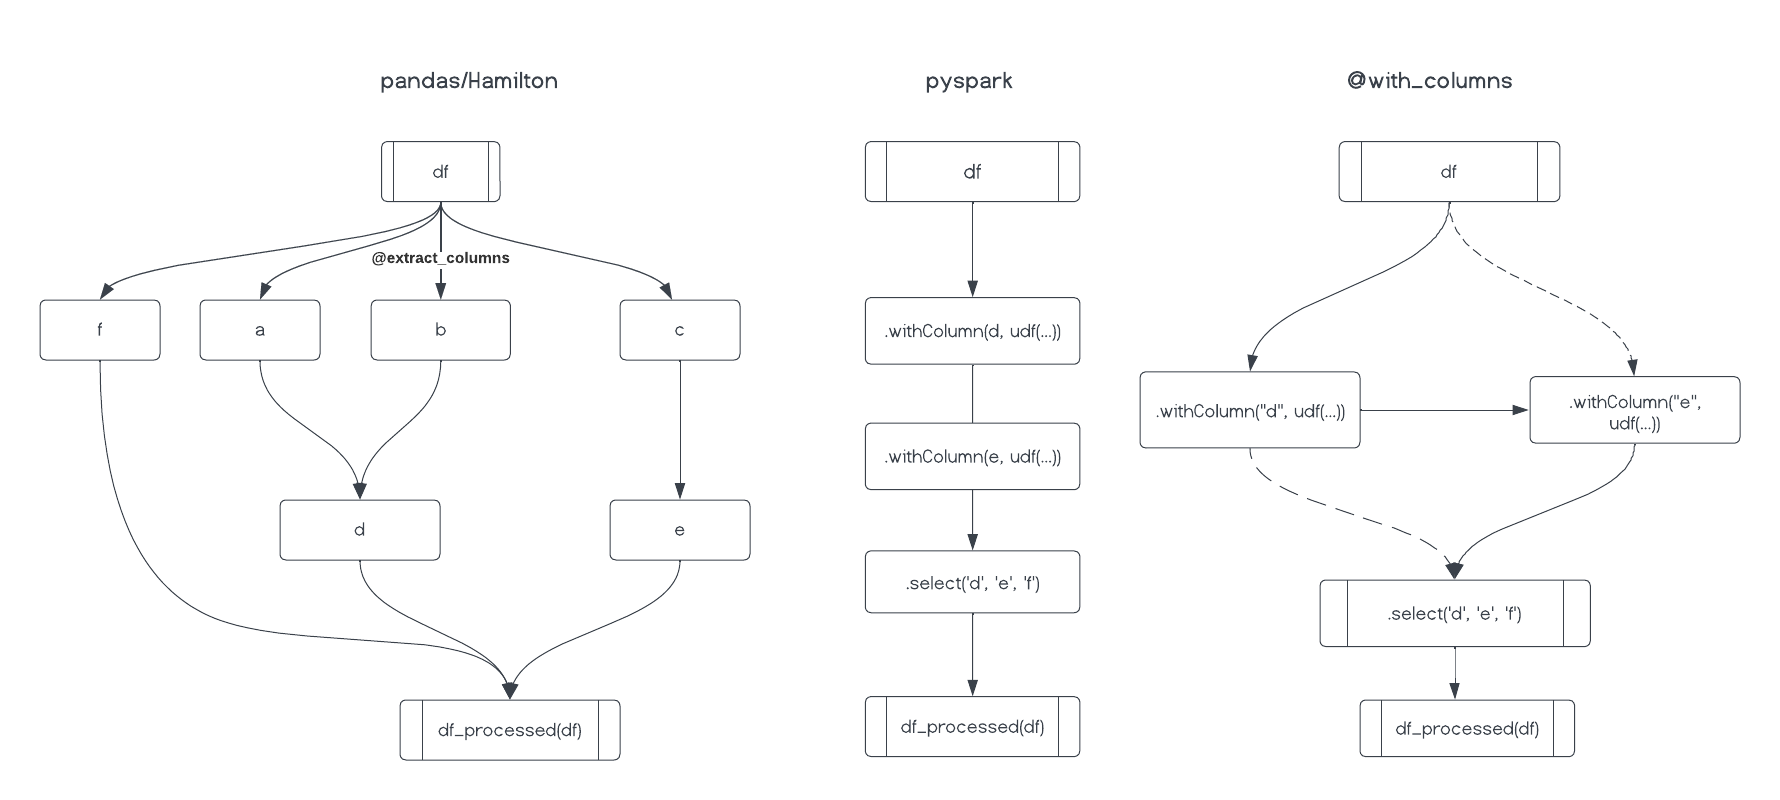 pandas/Hamilton
df
@extract_columns
f
a
b
c
d
e
df_processed(df)
pyspark
df
.withColumn(d, udf(...))
.withColumn(e, udf(...))
.select('d', 'e', 'f')
df_processed(df)
@with_columns
df
.withColumn("d", udf(...))
.withColumn("e",
udf(...))
.select('d', 'e', 'f')
df_processed(df)